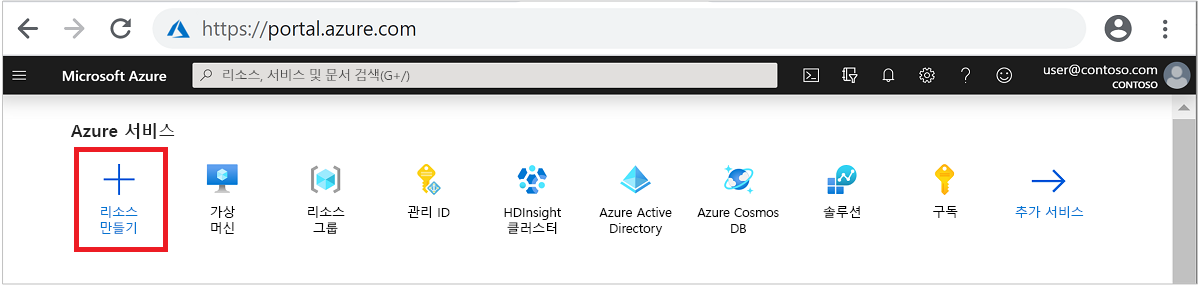 https://portal.azure.com
Microsoft Azure
리소스, 서비스 및 문서 검색(G+/)
user@contoso.com
CONTOSO
Azure 서비스
리소스
만들기
가상
머신
리소스
그룹
관리 ID
HDInsight
클러스터
Azure Active
Directory
Azure Cosmos
DB
솔루션
구독
추가 서비스